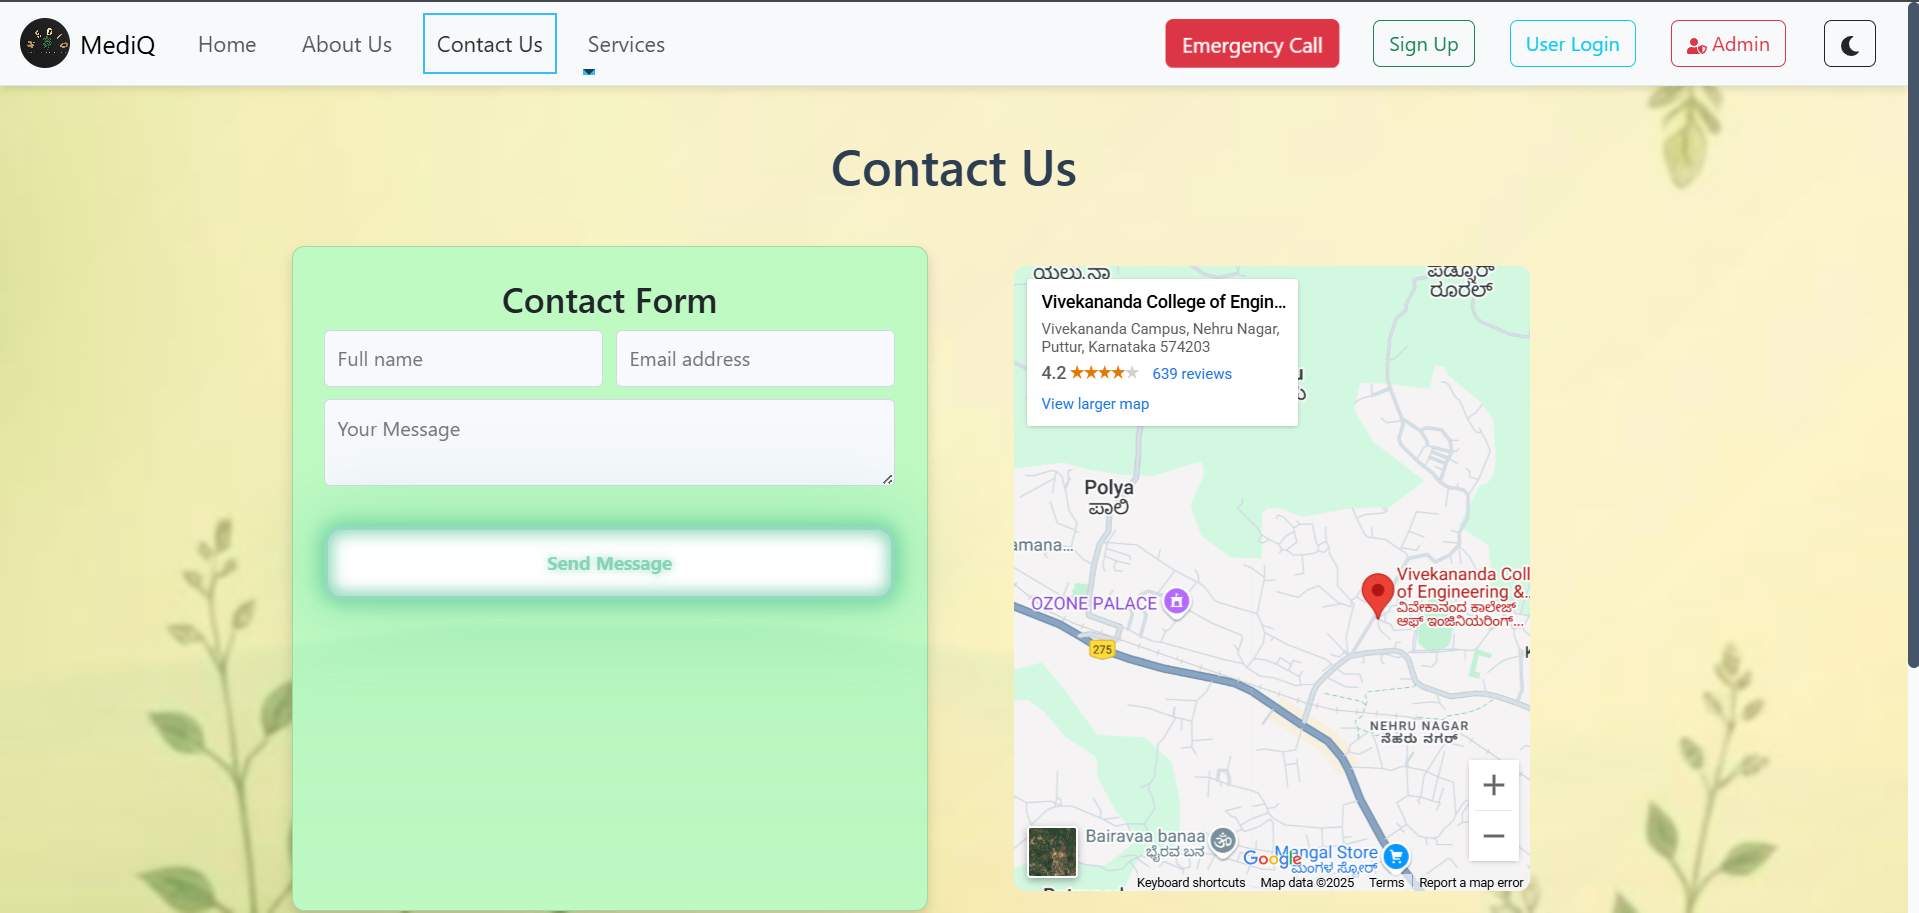 MediQ
Home
About Us
Contact Us
Services
Emergency Call
Sign Up
User Login
Admin
Contact Us
Contact Form
Full name
Email address
Your Message
Send Message
ಪಡ್ನೂರ್
ರೂರಲ್
Vivekananda College of Engin...
Vivekananda Campus, Nehru Nagar,
Puttur, Karnataka 574203
4.2
639 reviews
View larger map
Polya
ಪಾಲಿ
amana...
OZONE PALACE
Vivekananda Coll
of Engineering &..
ವಿವೇಕಾನಂದ ಕಾಲೇಜ್
ಆಫ್ ಇಂಜಿನಿಯರಿಂಗ್...
275
NEHRU NAGAR
ನೆಹರು ನಗರ್
Bairavaa banaa
ಭೈರವ ಬನ
Mangal Store
ಮಂಗಳ ಸ್ಟೋರ್
Google
Keyboard shortcuts
Map data ©2025
Terms
Report a map error